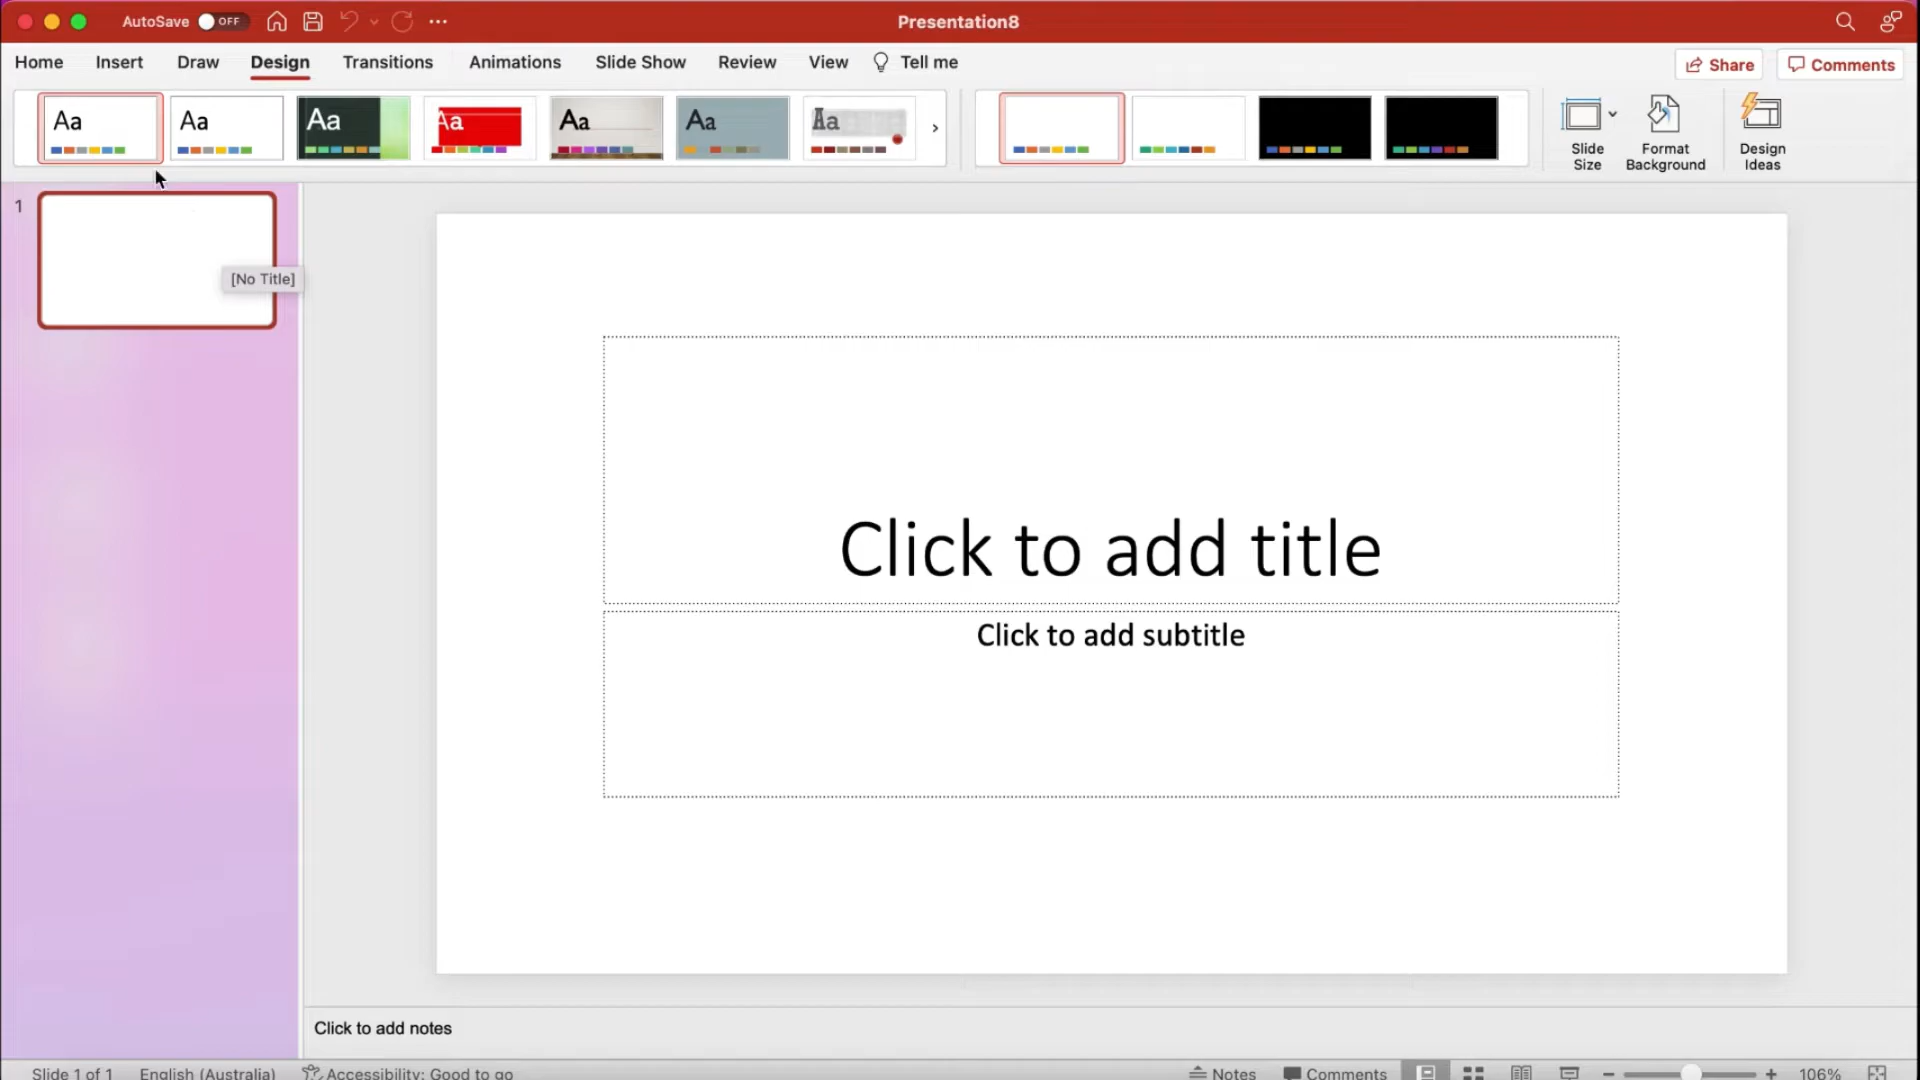 AutoSave OFF
Presentation8
Home Insert Draw Design Transitions Animations Slide Show Review View Tell me
Share Comments
Aa Aa Aa Aa Aa Aa Aa
Slide Size
Format Background
Design Ideas
1
[No Title]
Click to add title
Click to add subtitle
Click to add notes
Slide 1 of 1 English (Australia) Accessibility: Good to go Notes Comments 106%